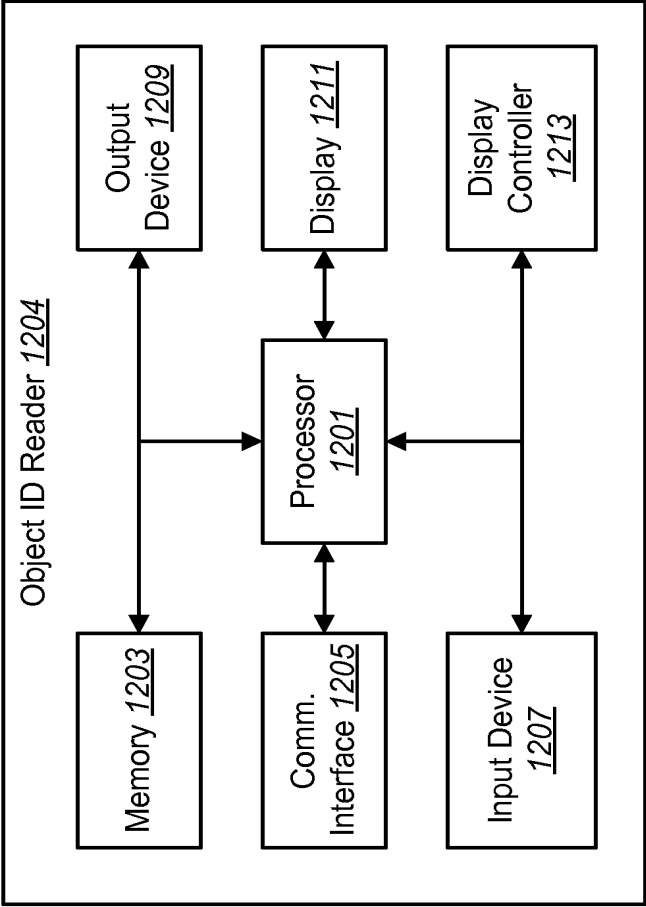 Object ID Reader 1204
Memory 1203
Output
Device 1209
Comm.
Interface 1205
Processor
1201
Display 1211
Input Device
1207
Display
Controller
1213